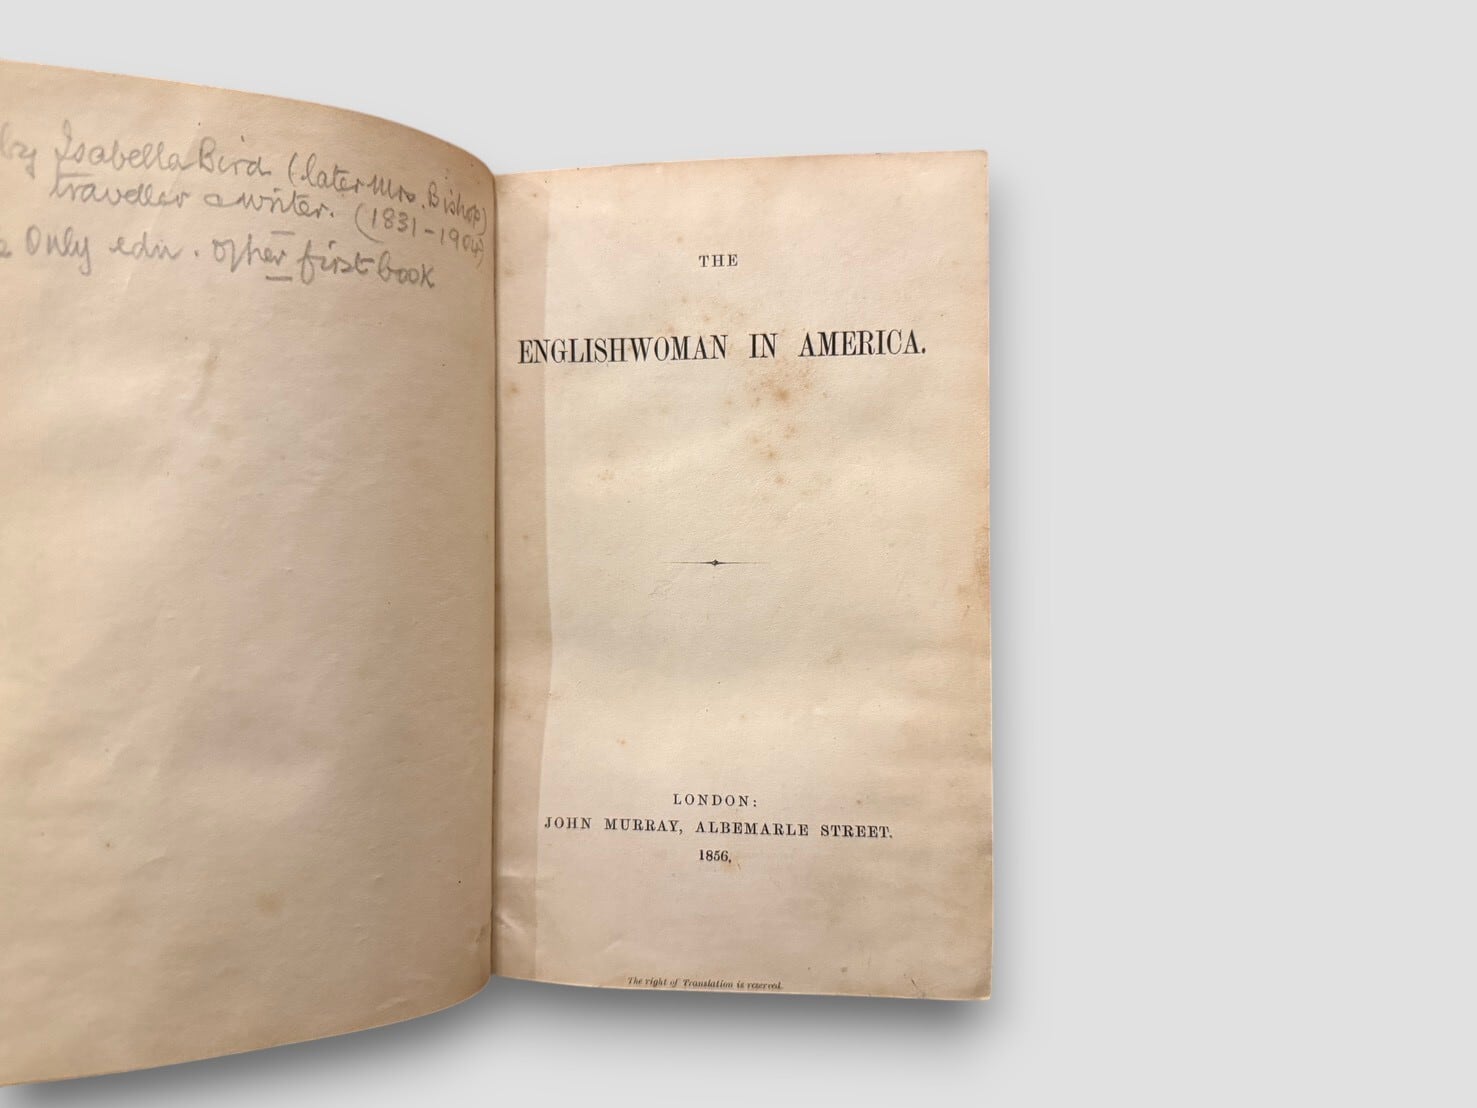 by Isabella Bird (later Mrs. Bishop)
traveller & writer. (1831-1904)
Only edn. of her first book
THE
ENGLISHWOMAN IN AMERICA.
LONDON:
JOHN MURRAY, ALBEMARLE STREET.
1856.
The right of Translation is reserved.